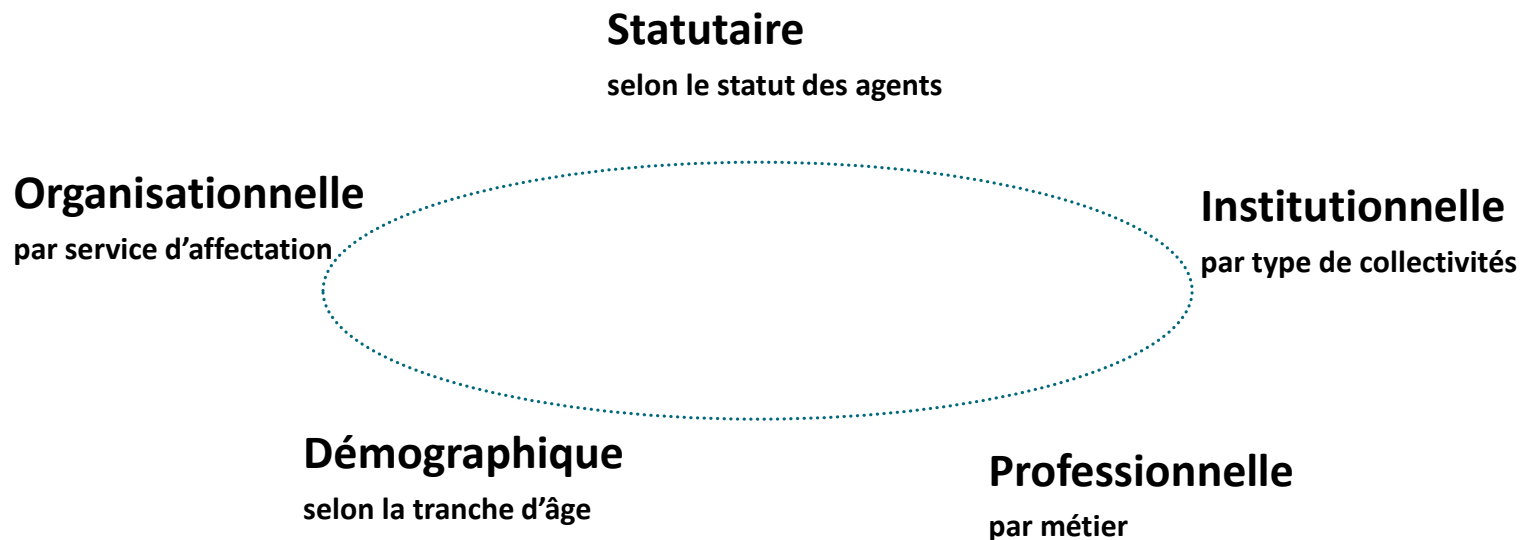 Statutaire
selon le statut des agents
Organisationnelle
par service d’affectation
Institutionnelle
par type de collectivités
Démographique
selon la tranche d’âge
Professionnelle
par métier